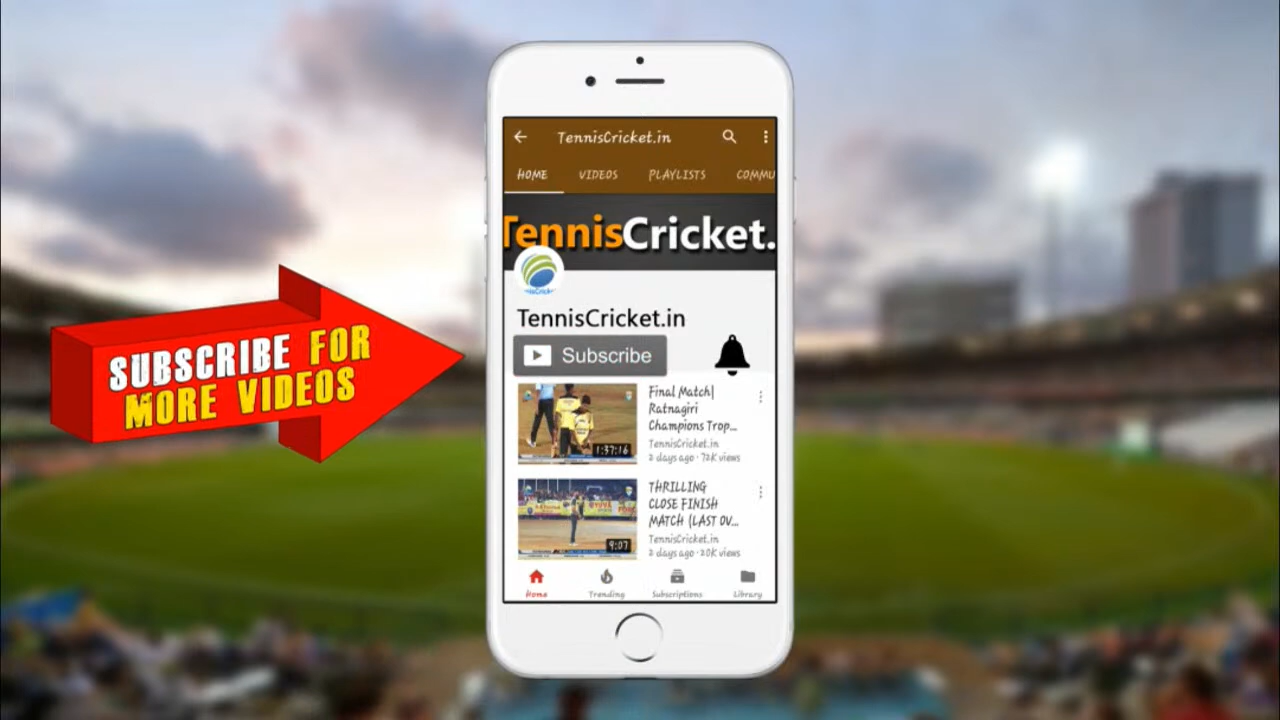 TennisCricket.in
HOME VIDEOS PLAYLISTS COMMU
TennisCricket.
TennisCricket.in
Subscribe
SUBSCRIBE FOR
MORE VIDEOS
Final Match|
Ratnagiri
Champions Trop...
TennisCricket.in
2 days ago · 72K views
1:37:16
THRILLING
CLOSE FINISH
MATCH (LAST OV...
TennisCricket.in
2 days ago · 20K views
9:07
Home Trending Subscriptions Library